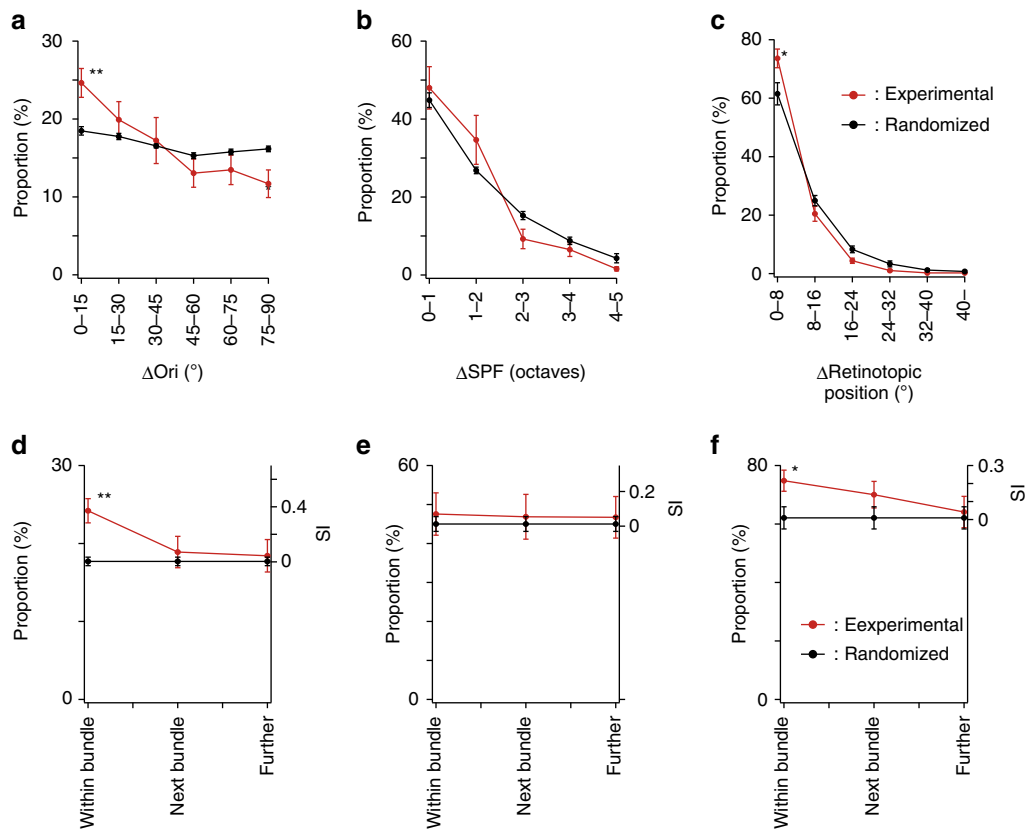 a
30
20
10
0
Proportion (%)
**
*
0–15
15–30
30–45
45–60
60–75
75–90
ΔOri (°)
b
60
40
20
0
Proportion (%)
0–1
1–2
2–3
3–4
4–5
ΔSPF (octaves)
c
80
60
40
20
0
Proportion (%)
*
: Experimental
: Randomized
0–8
8–16
16–24
24–32
32–40
40–
ΔRetinotopic
position (°)
d
30
0
Proportion (%)
**
0.4
0
SI
Within bundle
Next bundle
Further
e
60
0
Proportion (%)
0.2
0
SI
Within bundle
Next bundle
Further
f
80
0
Proportion (%)
*
0.3
0
SI
: Eexperimental
: Randomized
Within bundle
Next bundle
Further